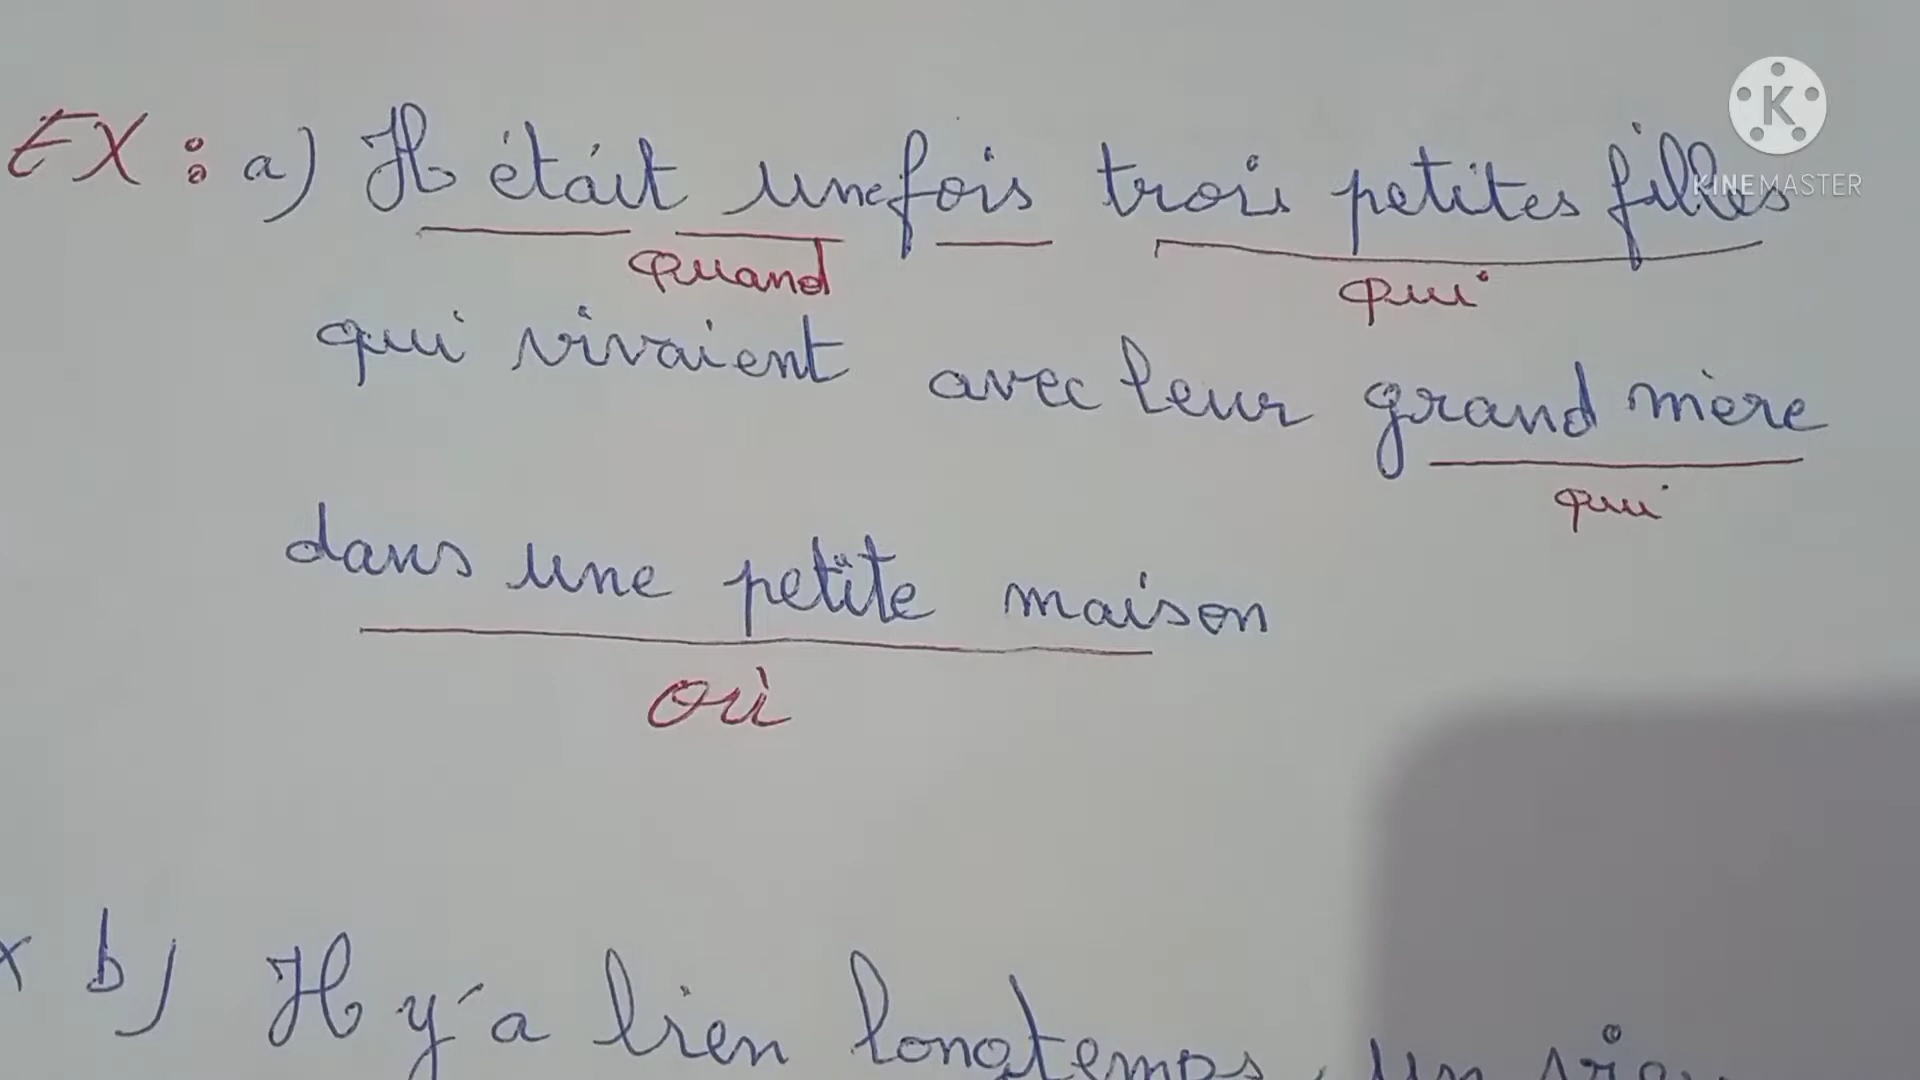 EX : a) Il était une fois trois petites filles
quand qui
qui vivaient avec leur grand mère
qui
dans une petite maison
où
b) Il y'a bien longtemps, un
K
KINEMASTER